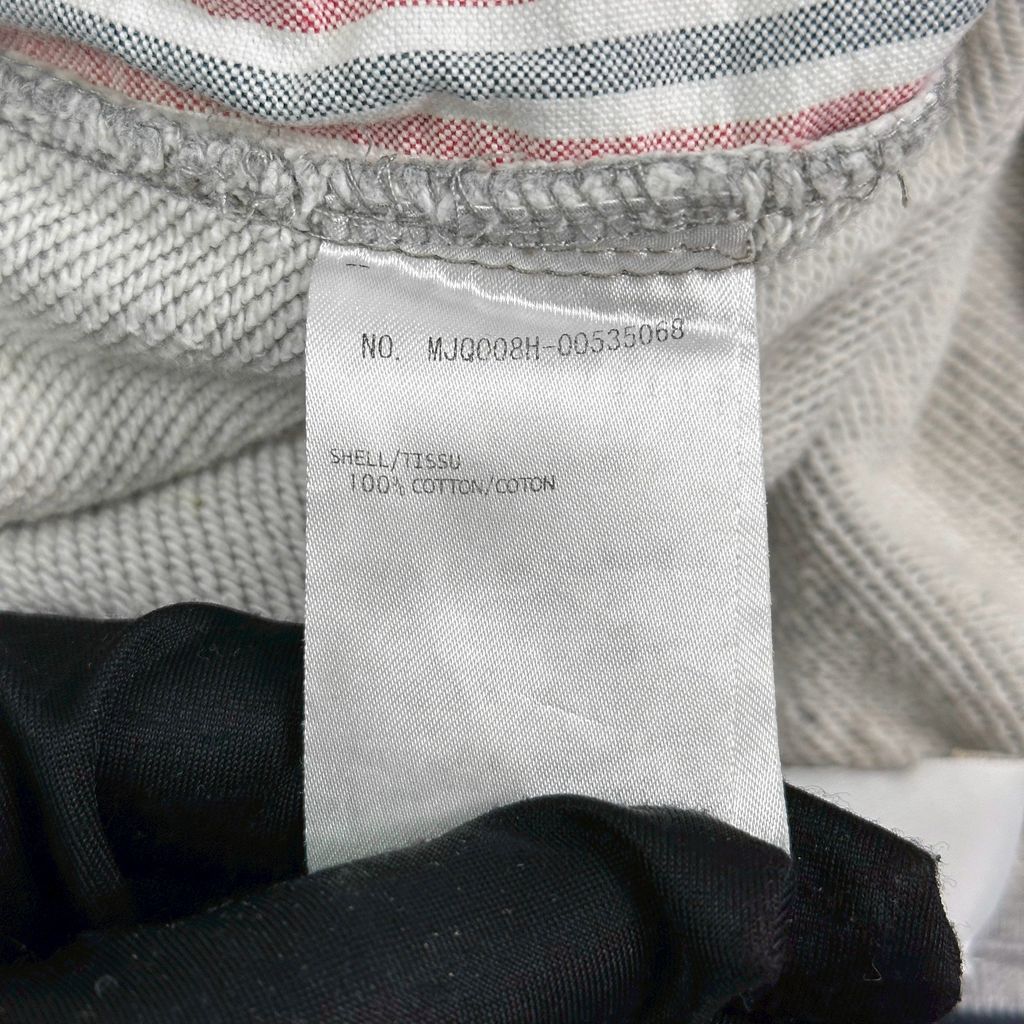 NO. MJQ008H-00535068
SHELL/TISSU
100% COTTON/COTON